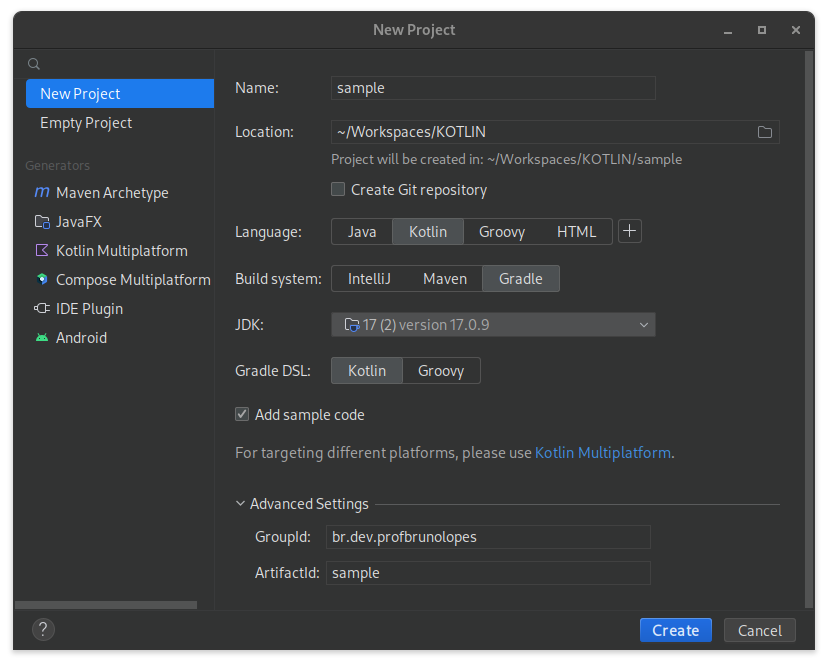 New Project
New Project
Empty Project
Generators
Maven Archetype
JavaFX
Kotlin Multiplatform
Compose Multiplatform
IDE Plugin
Android
Name: sample
Location: ~/Workspaces/KOTLIN
Project will be created in: ~/Workspaces/KOTLIN/sample
Create Git repository
Language: Java Kotlin Groovy HTML +
Build system: IntelliJ Maven Gradle
JDK: 17 (2) version 17.0.9
Gradle DSL: Kotlin Groovy
Add sample code
For targeting different platforms, please use Kotlin Multiplatform.
Advanced Settings
GroupId: br.dev.profbrunolopes
ArtifactId: sample
? Create Cancel